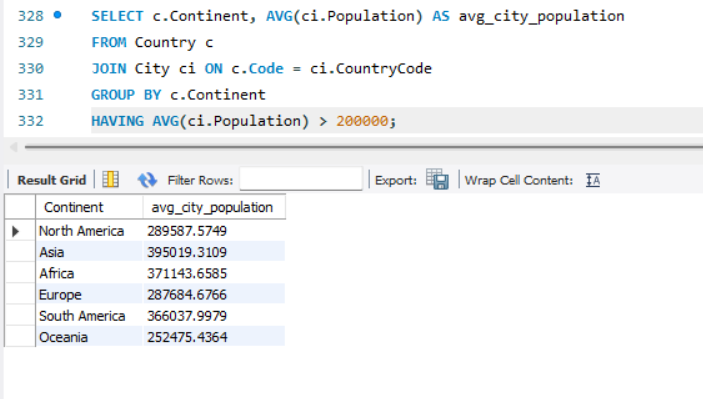 328 SELECT c.Continent, AVG(ci.Population) AS avg_city_population
329 FROM Country c
330 JOIN City ci ON c.Code = ci.CountryCode
331 GROUP BY c.Continent
332 HAVING AVG(ci.Population) > 200000;
Result Grid Filter Rows: Export: Wrap Cell Content: IA
Continent avg_city_population
North America 289587.5749
Asia 395019.3109
Africa 371143.6585
Europe 287684.6766
South America 366037.9979
Oceania 252475.4364